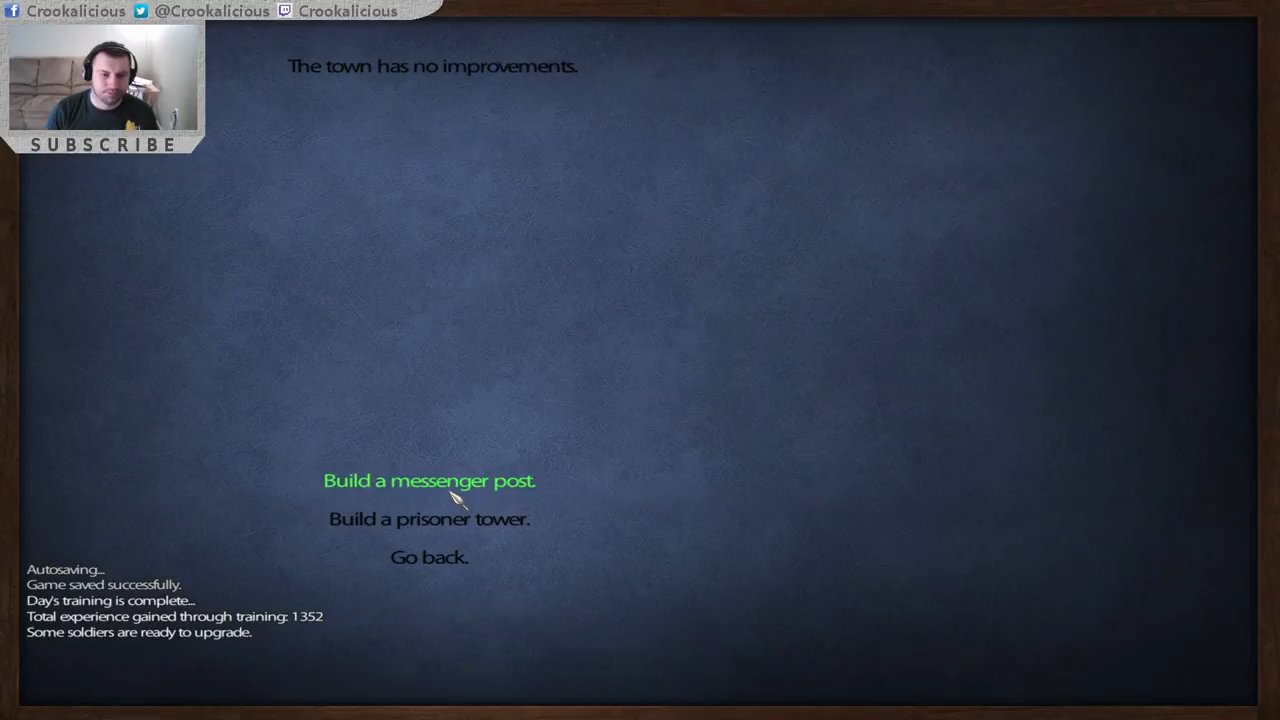 Crookalicious @Crookalicious Crookalicious
SUBSCRIBE
The town has no improvements.
Build a messenger post.
Build a prisoner tower.
Go back.
Autosaving...
Game saved successfully.
Day's training is complete...
Total experience gained through training: 1352
Some soldiers are ready to upgrade.